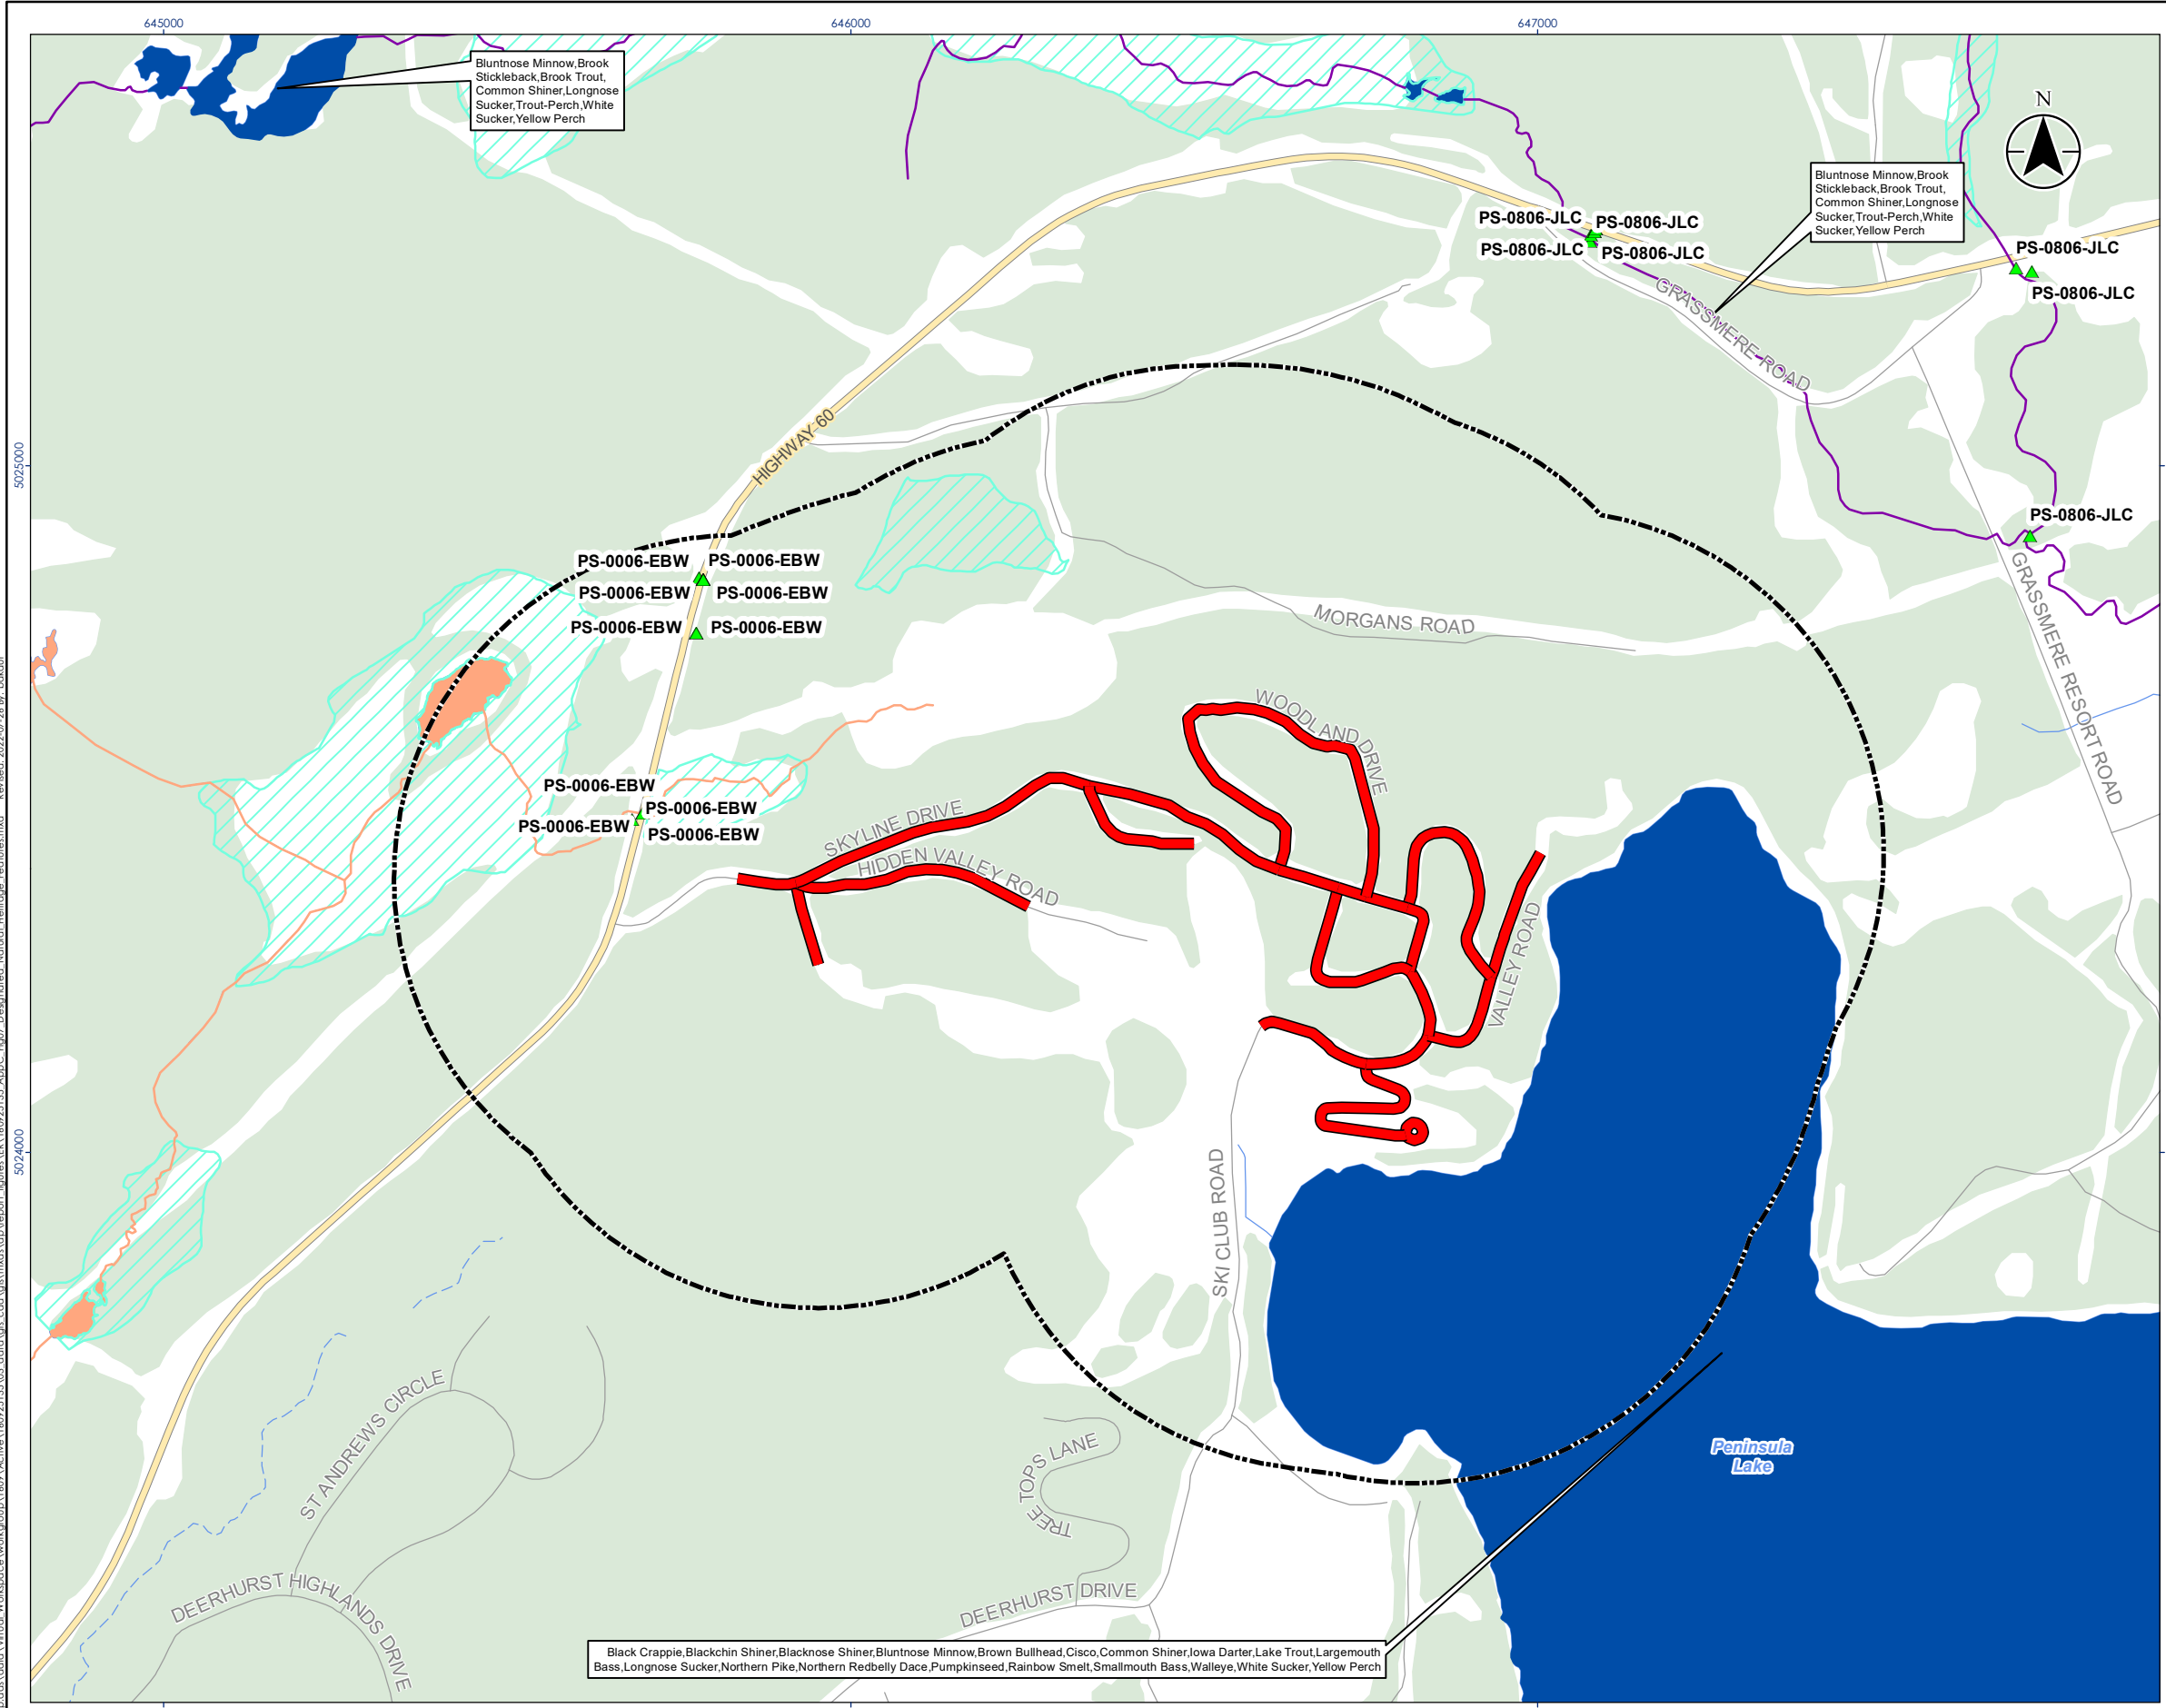 645000
646000
647000
Bluntnose Minnow,Brook
Stickleback,Brook Trout,
Common Shiner,Longnose
Sucker,Trout-Perch,White
Sucker,Yellow Perch
N
Bluntnose Minnow,Brook
Stickleback,Brook Trout,
Common Shiner,Longnose
Sucker,Trout-Perch,White
Sucker,Yellow Perch
PS-0806-JLC
PS-0806-JLC
PS-0806-JLC
PS-0806-JLC
PS-0806-JLC
PS-0806-JLC
GRASSMERE ROAD
HIGHWAY 60
5025000
PS-0806-JLC
PS-0006-EBW
PS-0006-EBW
PS-0006-EBW
PS-0006-EBW
PS-0006-EBW
PS-0006-EBW
MORGANS ROAD
GRASSMERE RESORT ROAD
WOODLAND DRIVE
PS-0006-EBW
PS-0006-EBW
PS-0006-EBW
PS-0006-EBW
SKYLINE DRIVE
HIDDEN VALLEY ROAD
VALLEY ROAD
5024000
SKI CLUB ROAD
ST ANDREWS CIRCLE
TREE TOPS LANE
Peninsula
Lake
DEERHURST HIGHLANDS DRIVE
DEERHURST DRIVE
Black Crappie,Blackchin Shiner,Blacknose Shiner,Bluntnose Minnow,Brown Bullhead,Cisco,Common Shiner,Iowa Darter,Lake Trout,Largemouth
Bass,Longnose Sucker,Northern Pike,Northern Redbelly Dace,Pumpkinseed,Rainbow Smelt,Smallmouth Bass,Walleye,White Sucker,Yellow Perch